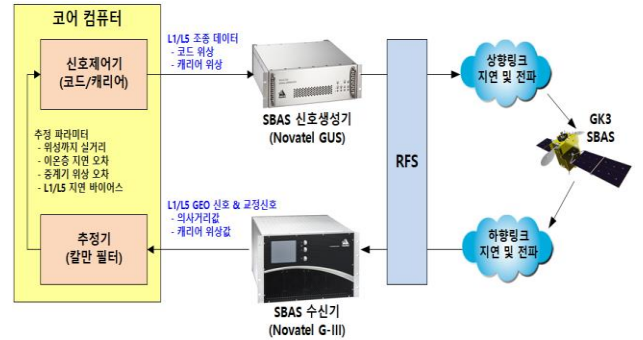 코어 컴퓨터
신호제어기
(코드/캐리어)
L1/L5 조종 데이터
- 코드 위상
- 캐리어 위상
SBAS 신호생성기
(Novatel GUS)
RFS
상향링크
지연 및 전파
GK3
SBAS
추정 파라미터
- 위성까지 실거리
- 이온층 지연 오차
- 중계기 위상 오차
- L1/L5 지연 바이어스
추정기
(칼만 필터)
L1/L5 GEO 신호 & 교정신호
- 의사거리값
- 캐리어 위상값
SBAS 수신기
(Novatel G-III)
하향링크
지연 및 전파